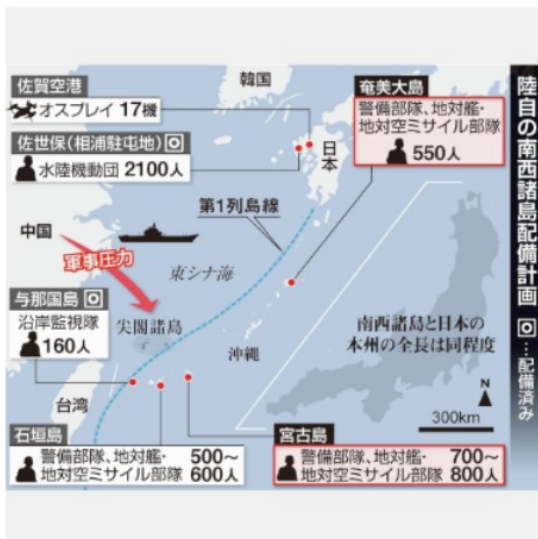 陸自の南西諸島配備計画
◙…配備済み
佐賀空港
オスプレイ 17機
佐世保(相浦駐屯地)◙
水陸機動団 2100人
韓国
奄美大島
警備部隊、地対艦・
地対空ミサイル部隊
550人
日本
第1列島線
中国
軍事圧力
東シナ海
与那国島 ◙
沿岸監視隊
160人
尖閣諸島
沖縄
南西諸島と日本の
本州の全長は同程度
N
300km
台湾
石垣島
警備部隊、地対艦・
地対空ミサイル部隊
500〜
600人
宮古島
警備部隊、地対艦・
地対空ミサイル部隊
700〜
800人